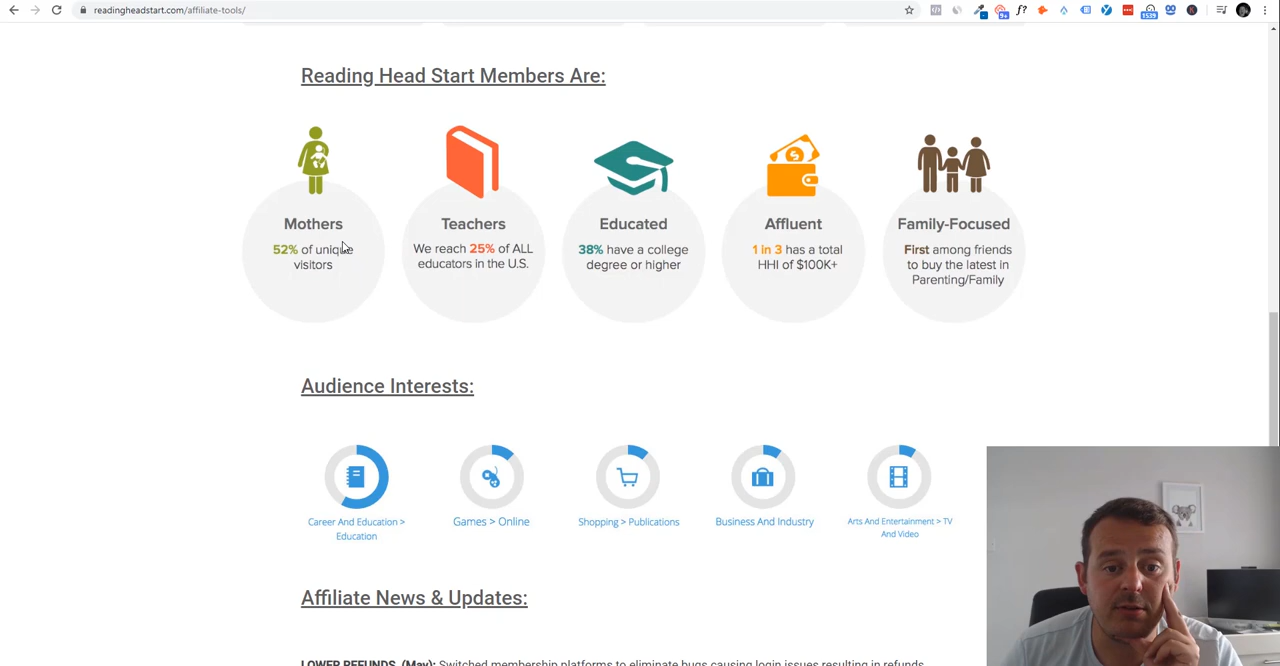 readingheadstart.com/affiliate-tools/
9+
1539
Reading Head Start Members Are:
Mothers
52% of unique
visitors
Teachers
We reach 25% of ALL
educators in the U.S.
Educated
38% have a college
degree or higher
Affluent
1 in 3 has a total
HHI of $100K+
Family-Focused
First among friends
to buy the latest in
Parenting/Family
Audience Interests:
Career And Education >
Education
Games > Online
Shopping > Publications
Business And Industry
Arts And Entertainment > TV
And Video
Affiliate News & Updates:
LOWER REFUNDS (May): Switched membership platforms to eliminate bugs causing login issues resulting in refunds